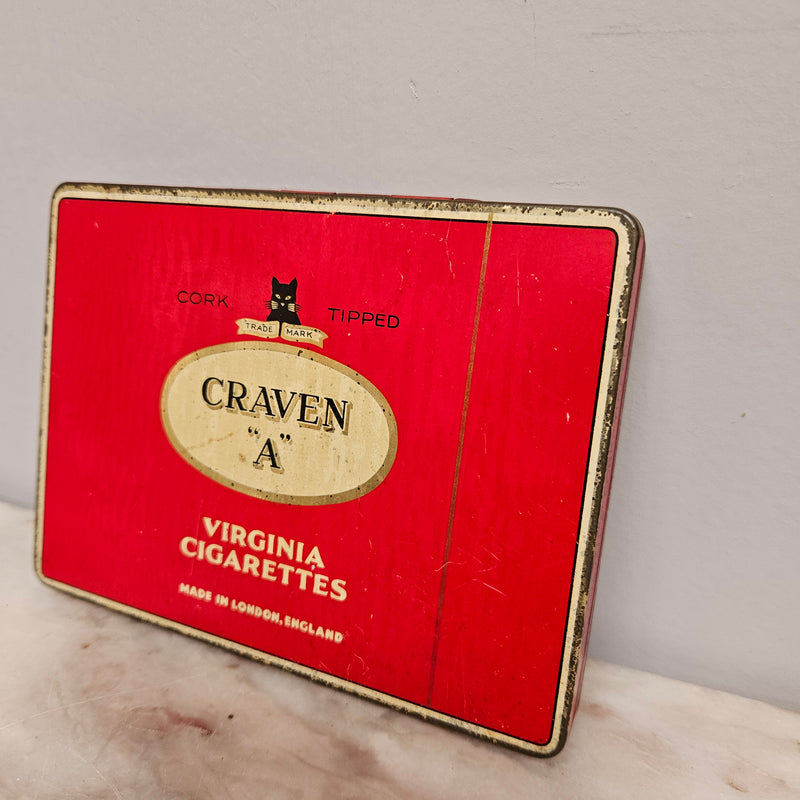 CORK TIPPED
TRADE MARK
CRAVEN
"A"
VIRGINIA
CIGARETTES
MADE IN LONDON, ENGLAND